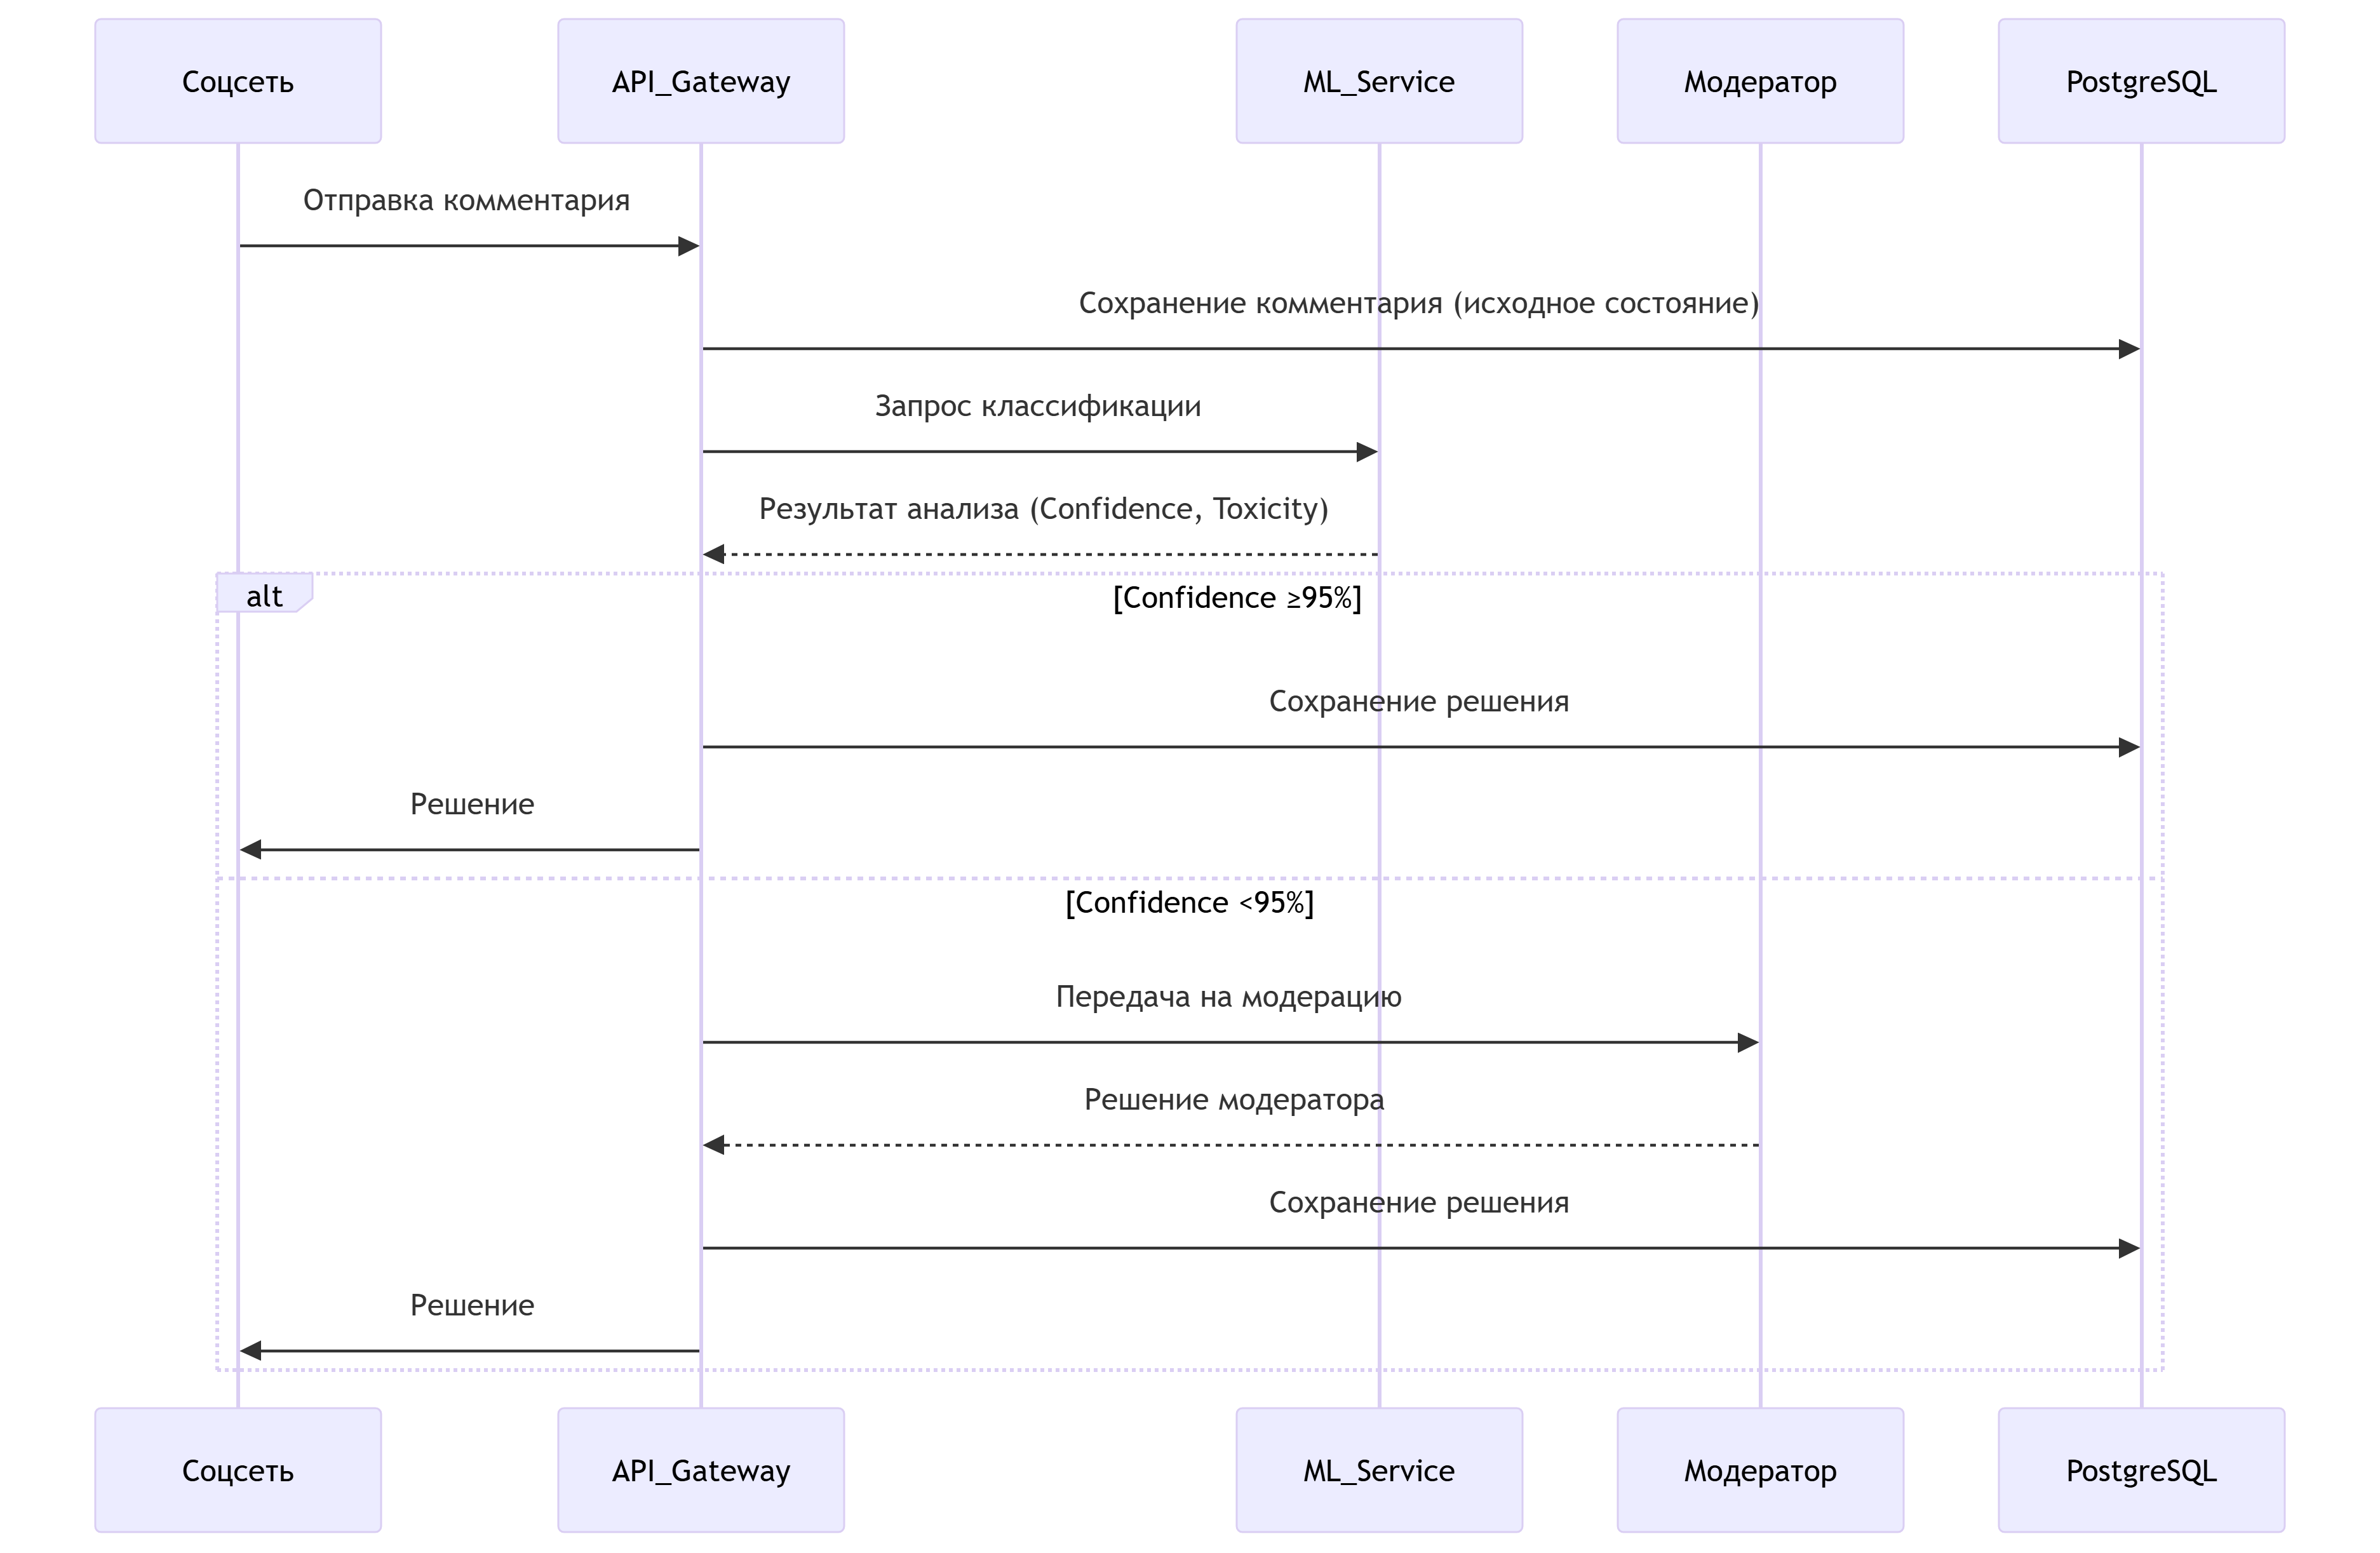 Соцсеть
API_Gateway
ML_Service
Модератор
PostgreSQL
Отправка комментария
Сохранение комментария (исходное состояние)
Запрос классификации
Результат анализа (Confidence, Toxicity)
alt
[Confidence ≥95%]
Сохранение решения
Решение
[Confidence <95%]
Передача на модерацию
Решение модератора
Сохранение решения
Решение
Соцсеть
API_Gateway
ML_Service
Модератор
PostgreSQL